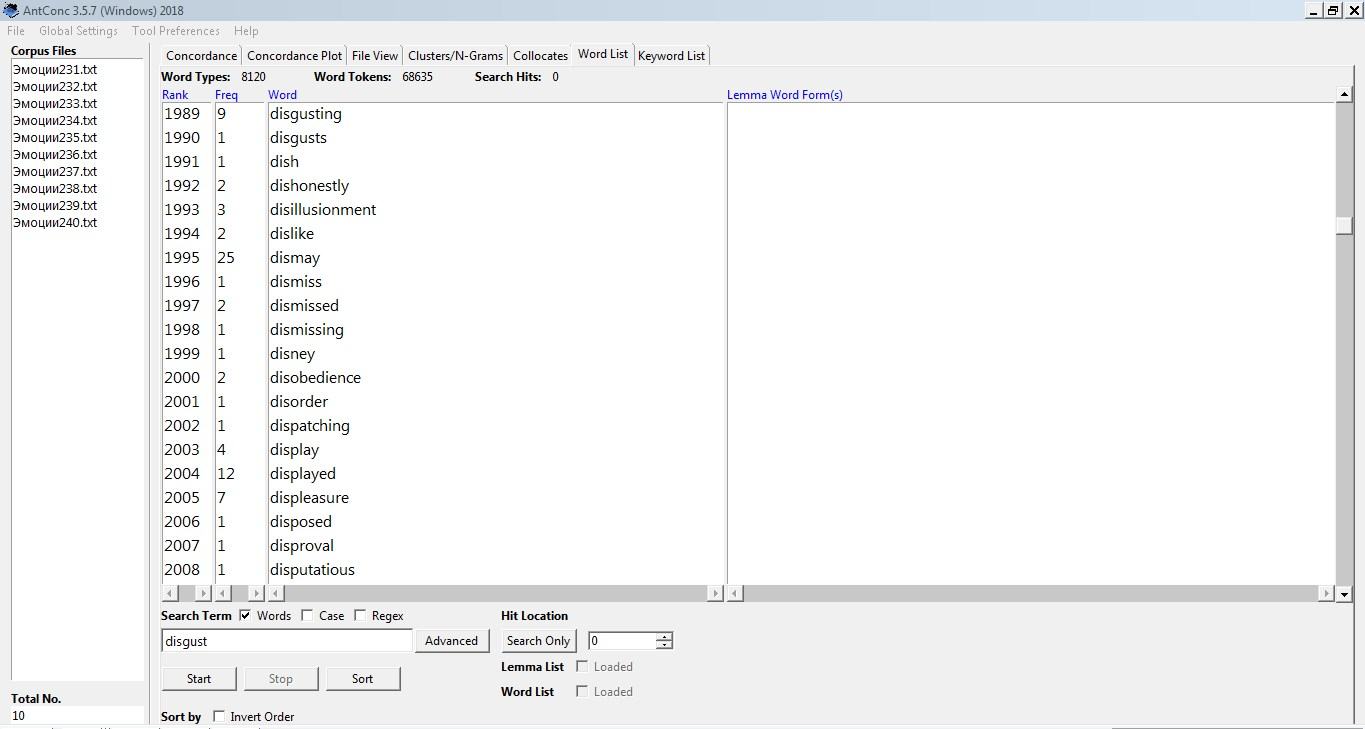 AntConc 3.5.7 (Windows) 2018
File Global Settings Tool Preferences Help
Corpus Files
Эмоции231.txt
Эмоции232.txt
Эмоции233.txt
Эмоции234.txt
Эмоции235.txt
Эмоции236.txt
Эмоции237.txt
Эмоции238.txt
Эмоции239.txt
Эмоции240.txt
Total No.
10
Concordance Concordance Plot File View Clusters/N-Grams Collocates Word List Keyword List
Word Types: 8120 Word Tokens: 68635 Search Hits: 0
Rank Freq Word Lemma Word Form(s)
1989 9 disgusting
1990 1 disgusts
1991 1 dish
1992 2 dishonestly
1993 3 disillusionment
1994 2 dislike
1995 25 dismay
1996 1 dismiss
1997 2 dismissed
1998 1 dismissing
1999 1 disney
2000 2 disobedience
2001 1 disorder
2002 1 dispatching
2003 4 display
2004 12 displayed
2005 7 displeasure
2006 1 disposed
2007 1 disproval
2008 1 disputatious
Search Term Words Case Regex Hit Location
disgust Advanced Search Only 0
Lemma List Loaded
Start Stop Sort
Word List Loaded
Sort by Invert Order